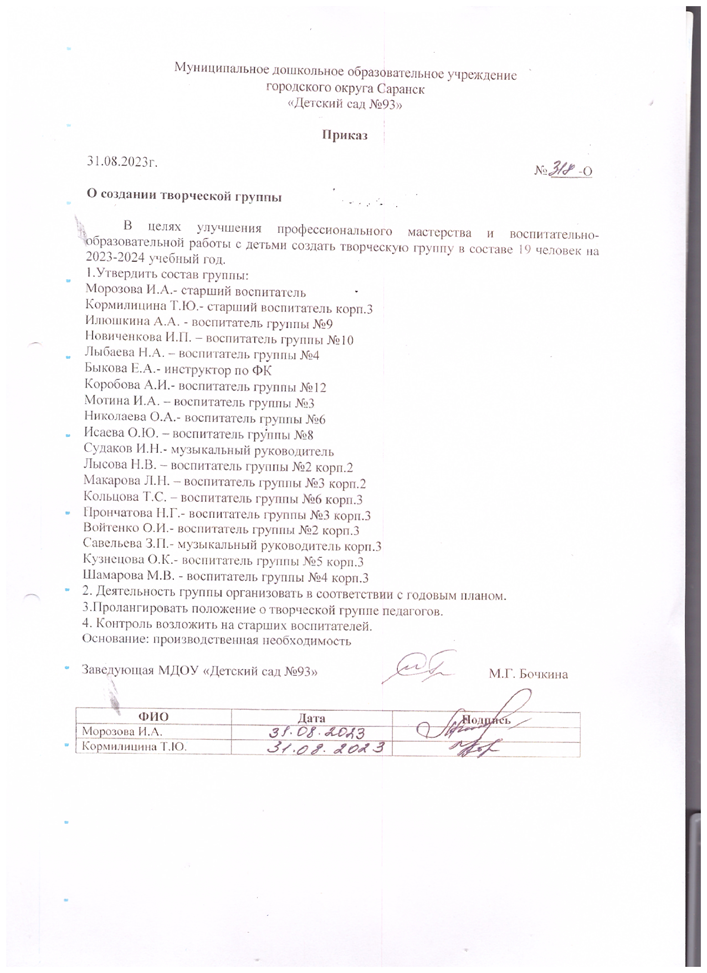 Муниципальное дошкольное образовательное учреждение
городского округа Саранск
«Детский сад №93»
Приказ
31.08.2023г.
№ 318 -О
О создании творческой группы
В целях улучшения профессионального мастерства и воспитательно-
образовательной работы с детьми создать творческую группу в составе 19 человек на
2023-2024 учебный год.
1.Утвердить состав группы:
Морозова И.А.- старший воспитатель
Кормилицина Т.Ю.- старший воспитатель корп.3
Илюшкина А.А. - воспитатель группы №9
Новиченкова И.П. – воспитатель группы №10
Лыбаева Н.А. – воспитатель группы №4
Быкова Е.А.- инструктор по ФК
Коробова А.И.- воспитатель группы №12
Мотина И.А. – воспитатель группы №3
Николаева О.А.- воспитатель группы №6
Исаева О.Ю. – воспитатель группы №8
Судаков И.Н.- музыкальный руководитель
Лысова Н.В. – воспитатель группы №2 корп.2
Макарова Л.Н. – воспитатель группы №3 корп.2
Кольцова Т.С. – воспитатель группы №6 корп.3
Прончатова Н.Г.- воспитатель группы №3 корп.3
Войтенко О.И.- воспитатель группы №2 корп.3
Савельева З.П.- музыкальный руководитель корп.3
Кузнецова О.К.- воспитатель группы №5 корп.3
Шамарова М.В. - воспитатель группы №4 корп.3
2. Деятельность группы организовать в соответствии с годовым планом.
3.Пролангировать положение о творческой группе педагогов.
4. Контроль возложить на старших воспитателей.
Основание: производственная необходимость
Заведующая МДОУ «Детский сад №93» М.Г. Бочкина
ФИО Дата Подпись
Морозова И.А. 31.08.2023
Кормилицина Т.Ю. 31.08.2023